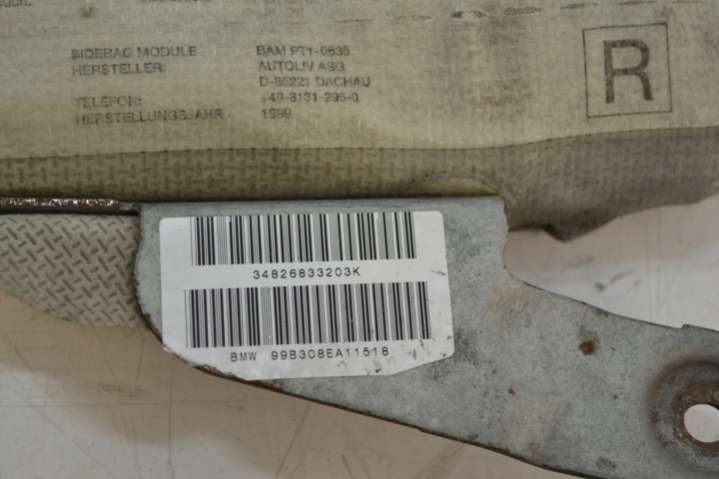 SIDEBAG MODULE BAM PT1-0635
HERSTELLER: AUTOLIV ASG
D-85221 DACHAU
TELEFON: +49-8131-295-0
HERSTELLUNGSJAHR 1999
R
34826833203K
BMW 99B308EA11518